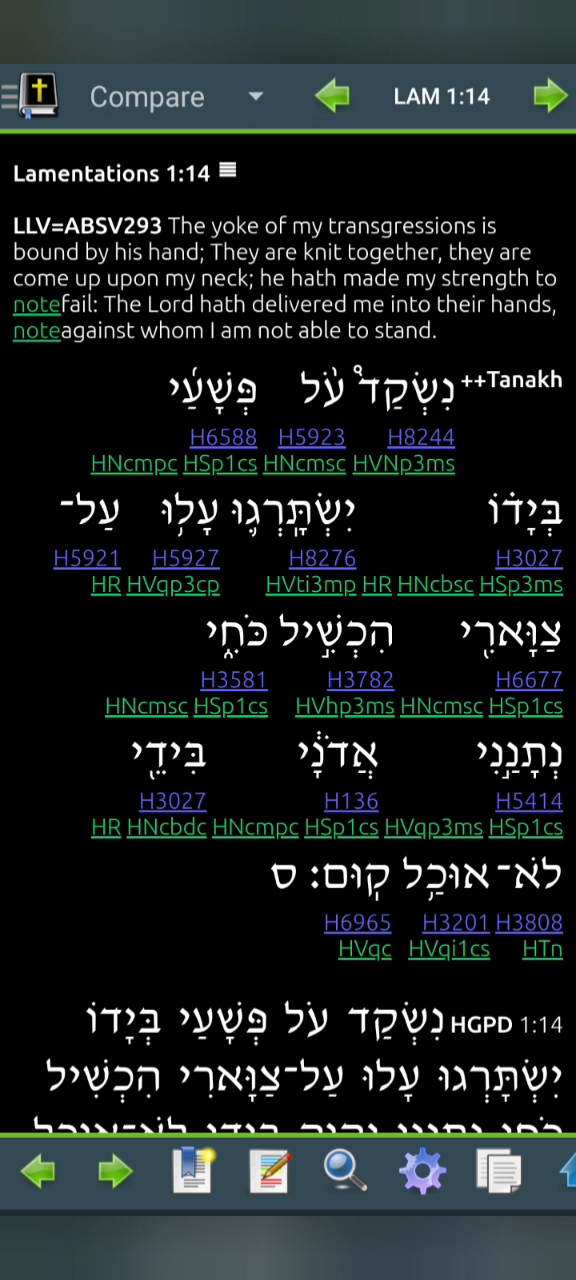 Compare
LAM 1:14
Lamentations 1:14
LLV=ABSV293 The yoke of my transgressions is
bound by his hand; They are knit together, they are
come up upon my neck; he hath made my strength to
notefail: The Lord hath delivered me into their hands,
noteagainst whom I am not able to stand.
++Tanakh נִשְׂקַד֩ עֹ֨ל פְּשָׁעַ֜י
H6588 H5923 H8244
HNcmpc HSp1cs HNcmsc HVNp3ms
בְּיָד֗וֹ יִשְׂתָּֽרְג֛וּ עָל֥וּ עַל־
H5921 H5927 H8276 H3027
HR HVqp3cp HVti3mp HR HNcbsc HSp3ms
צַוָּארִ֖י הִכְשִׁ֣יל כֹּחִ֑י
H3581 H3782 H6677
HNcmsc HSp1cs HVhp3ms HNcmsc HSp1cs
נְתָנַ֣נִי אֲדֹנָ֔י בִּידֵ֖י
H3027 H136 H5414
HR HNcbdc HNcmpc HSp1cs HVqp3ms HSp1cs
לֹא־ אוּכַ֥ל קֽוּם׃ ס
H6965 H3201 H3808
HVqc HVqi1cs HTn
HGPD 1:14 נִשְׂקַד עֹל פְּשָׁעַי בְּיָדוֹ
יִשְׂתָּרְגוּ עָלוּ עַל־צַוָּארִי הִכְשִׁיל